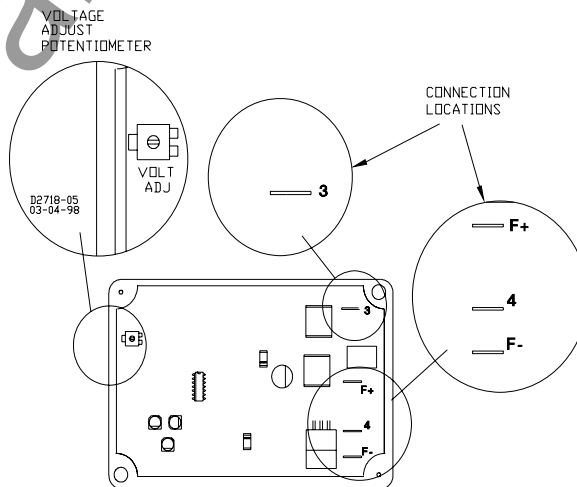 VOLTAGE
ADJUST
POTENTIOMETER
CONNECTION
LOCATIONS
VOLT
ADJ
D2718-05
03-04-98
3
F+
4
F-
3
F+
4
F-